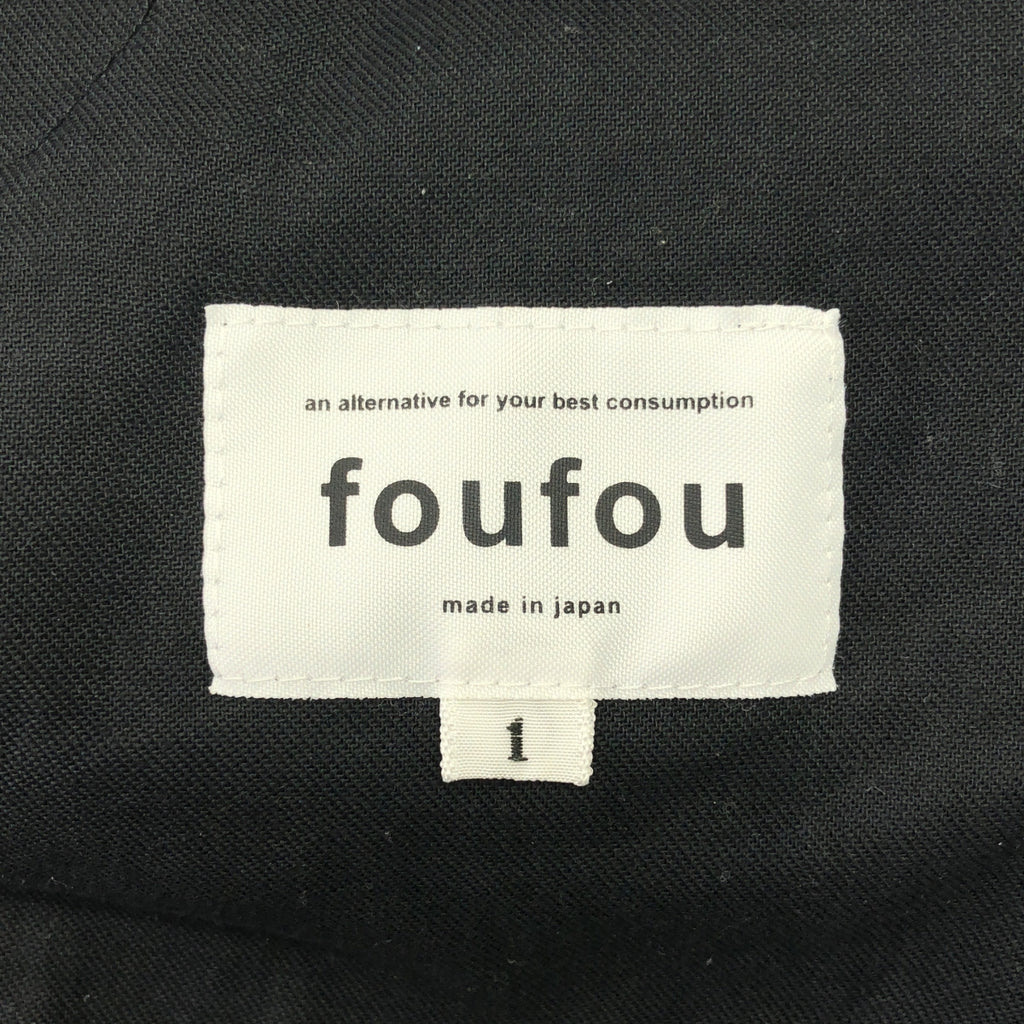 an alternative for your best consumption
foufou
made in japan
1